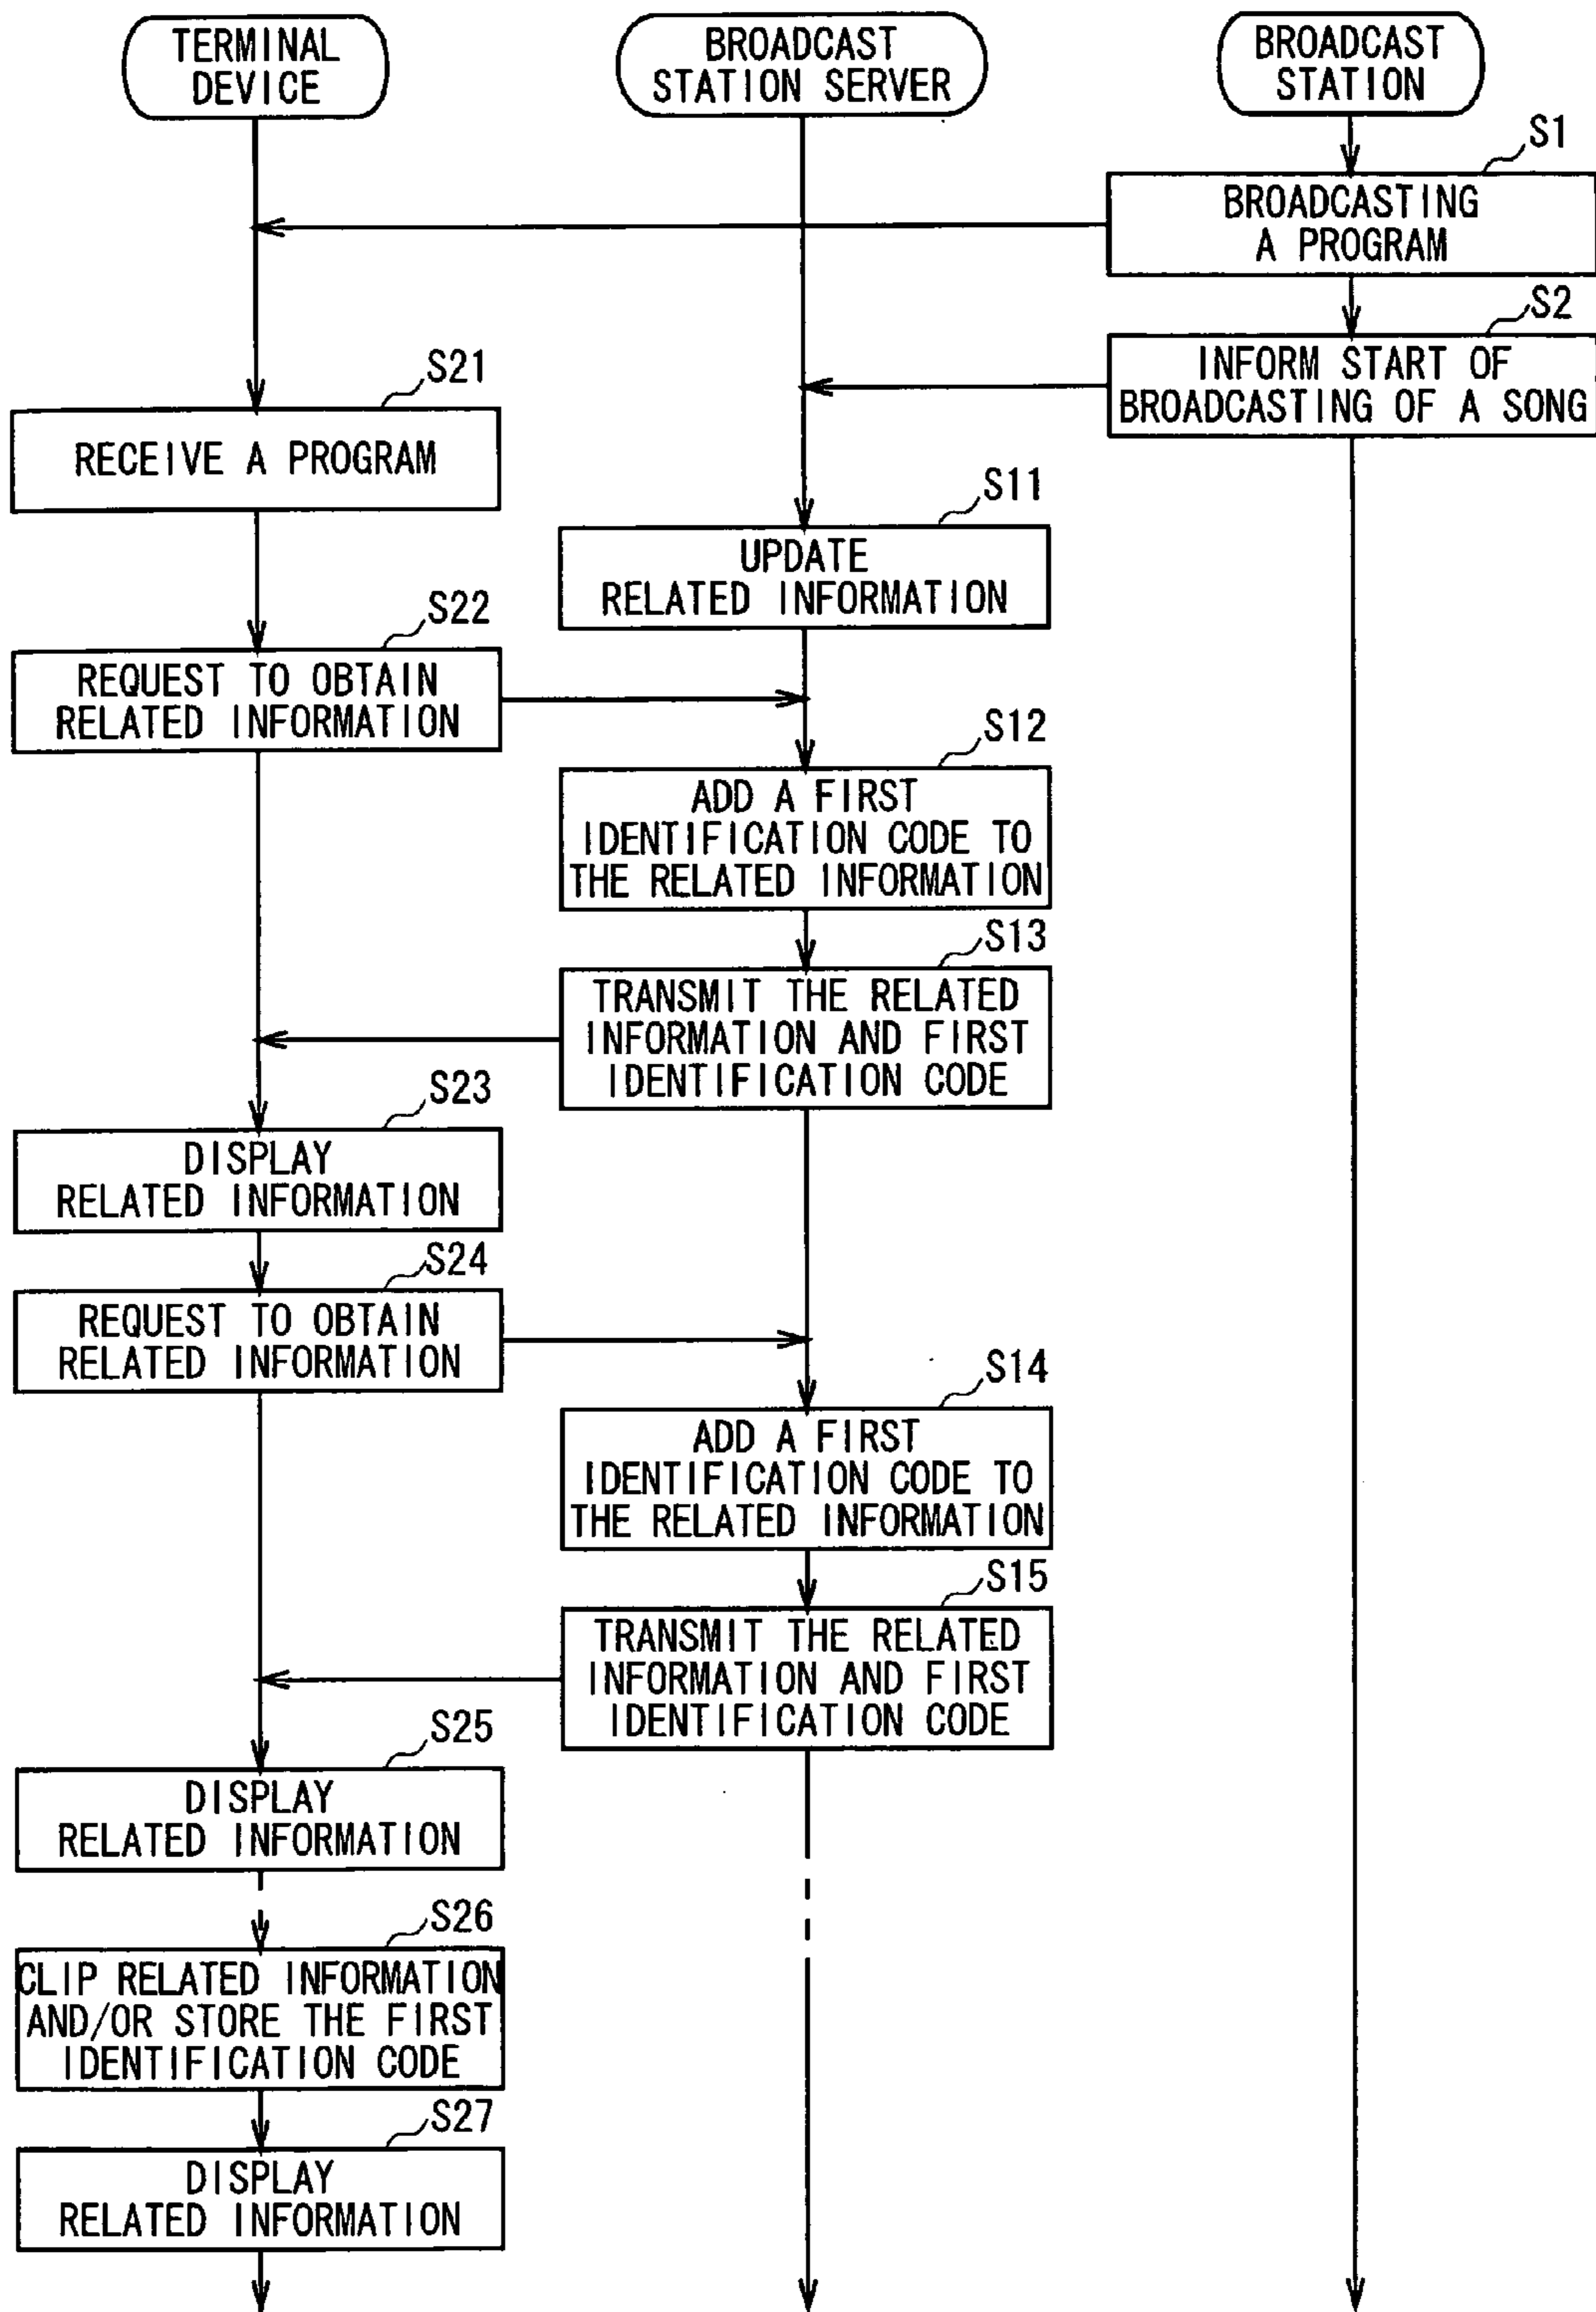 TERMINAL
DEVICE
BROADCAST
STATION SERVER
BROADCAST
STATION
S1
BROADCASTING
A PROGRAM
S2
INFORM START OF
BROADCASTING OF A SONG
S21
RECEIVE A PROGRAM
S11
UPDATE
RELATED INFORMATION
S22
REQUEST TO OBTAIN
RELATED INFORMATION
S12
ADD A FIRST
IDENTIFICATION CODE TO
THE RELATED INFORMATION
S13
TRANSMIT THE RELATED
INFORMATION AND FIRST
IDENTIFICATION CODE
S23
DISPLAY
RELATED INFORMATION
S24
REQUEST TO OBTAIN
RELATED INFORMATION
S14
ADD A FIRST
IDENTIFICATION CODE TO
THE RELATED INFORMATION
S15
TRANSMIT THE RELATED
INFORMATION AND FIRST
IDENTIFICATION CODE
S25
DISPLAY
RELATED INFORMATION
S26
CLIP RELATED INFORMATION
AND/OR STORE THE FIRST
IDENTIFICATION CODE
S27
DISPLAY
RELATED INFORMATION